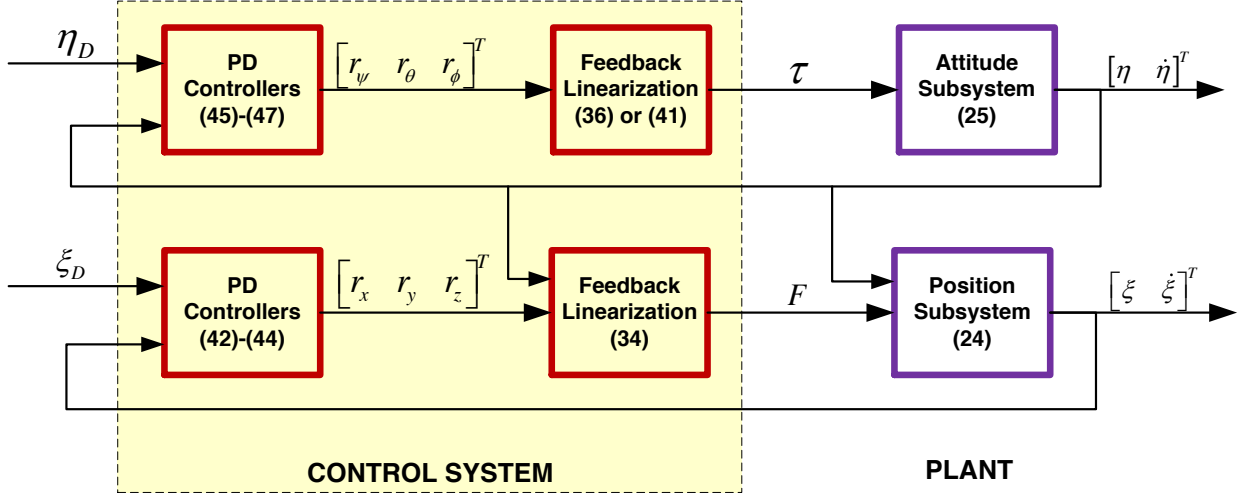 η_D
PD
Controllers
(45)-(47)
[r_ψ r_θ r_ϕ]^T
Feedback
Linearization
(36) or (41)
τ
Attitude
Subsystem
(25)
[η η̇]^T
ξ_D
PD
Controllers
(42)-(44)
[r_x r_y r_z]^T
Feedback
Linearization
(34)
F
Position
Subsystem
(24)
[ξ ξ̇]^T
CONTROL SYSTEM
PLANT